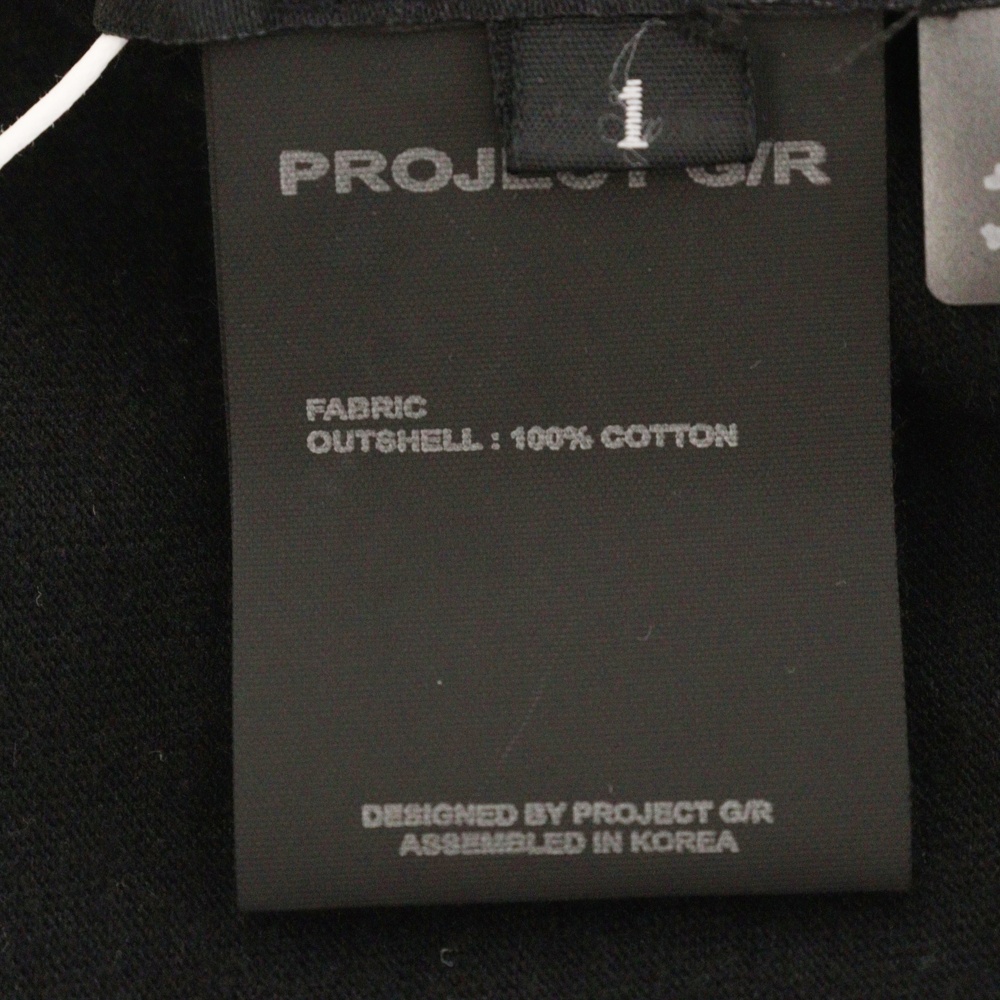 1
PROJECT G/R
FABRIC
OUTSHELL : 100% COTTON
DESIGNED BY PROJECT G/R
ASSEMBLED IN KOREA